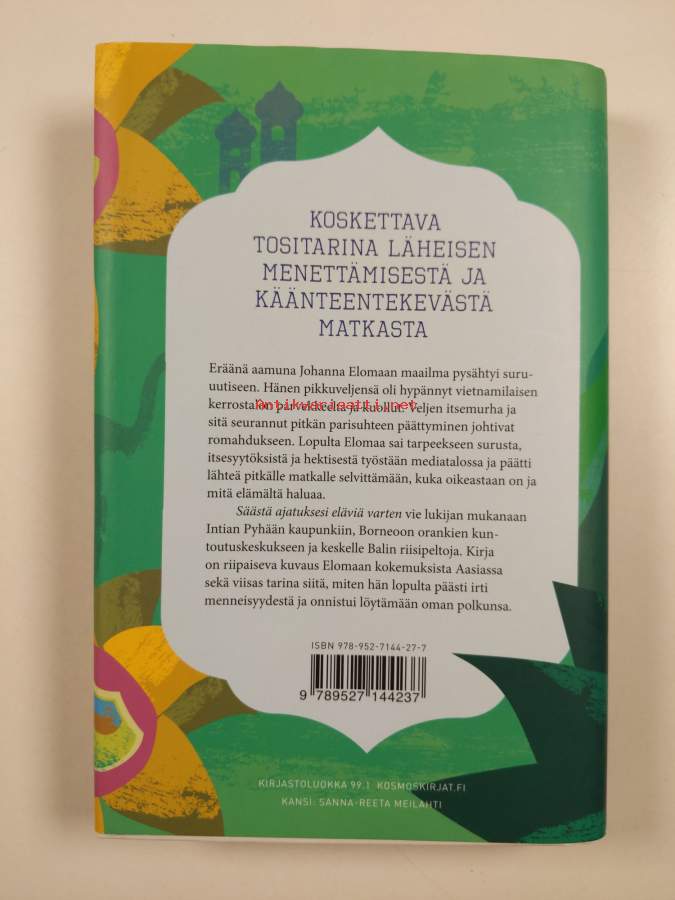 KOSKETTAVA
TOSITARINA LÄHEISEN
MENETTÄMISESTÄ JA
KÄÄNTEENTEKEVÄSTÄ
MATKASTA
Eräänä aamuna Johanna Elomaan maailma pysähtyi suru-
uutiseen. Hänen pikkuveljensä oli hypännyt vietnamilaisen
kerrostalon parvekkeelta ja kuollut. Veljen itsemurha ja
antikvariaatti.net
sitä seurannut pitkän parisuhteen päättyminen johtivat
romahdukseen. Lopulta Elomaa sai tarpeekseen surusta,
itsesyytöksistä ja hektisestä työstään mediatalossa ja päätti
lähteä pitkälle matkalle selvittämään, kuka oikeastaan on ja
mitä elämältä haluaa.
Säästä ajatuksesi eläviä varten vie lukijan mukanaan
Intian Pyhään kaupunkiin, Borneoon orankien kun-
toutuskeskukseen ja keskelle Balin riisipeltoja. Kirja
on riipaiseva kuvaus Elomaan kokemuksista Aasiassa
sekä viisas tarina siitä, miten hän lopulta päästi irti
menneisyydestä ja onnistui löytämään oman polkunsa.
ISBN 978-952-7144-27-7
9 789527 144237
KIRJASTOLUOKKA 99.1 KOSMOSKIRJAT.FI
KANSI: SANNA-REETA MEILAHTI